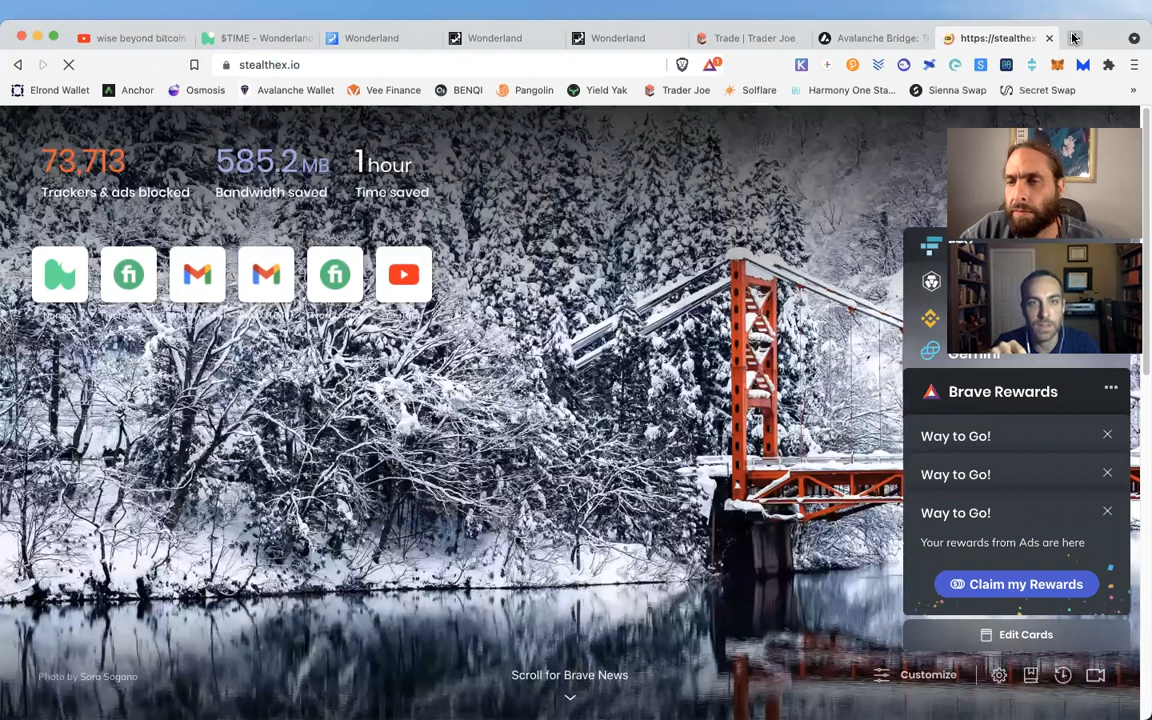 wise beyond bitcoin
$TIME - Wonderland
Wonderland
Wonderland
Wonderland
Trade | Trader Joe
Avalanche Bridge: T
https://stealthex
stealthex.io
1
Elrond Wallet
Anchor
Osmosis
Avalanche Wallet
Vee Finance
BENQI
Pangolin
Yield Yak
Trader Joe
Solflare
Harmony One Sta...
Sienna Swap
Secret Swap
»
73,713
Trackers & ads blocked
585.2 MB
Bandwidth saved
1 hour
Time saved
Gemini
Brave Rewards
Way to Go!
Way to Go!
Way to Go!
Your rewards from Ads are here
Claim my Rewards
Edit Cards
Photo by Sora Sogano
Scroll for Brave News
Customize